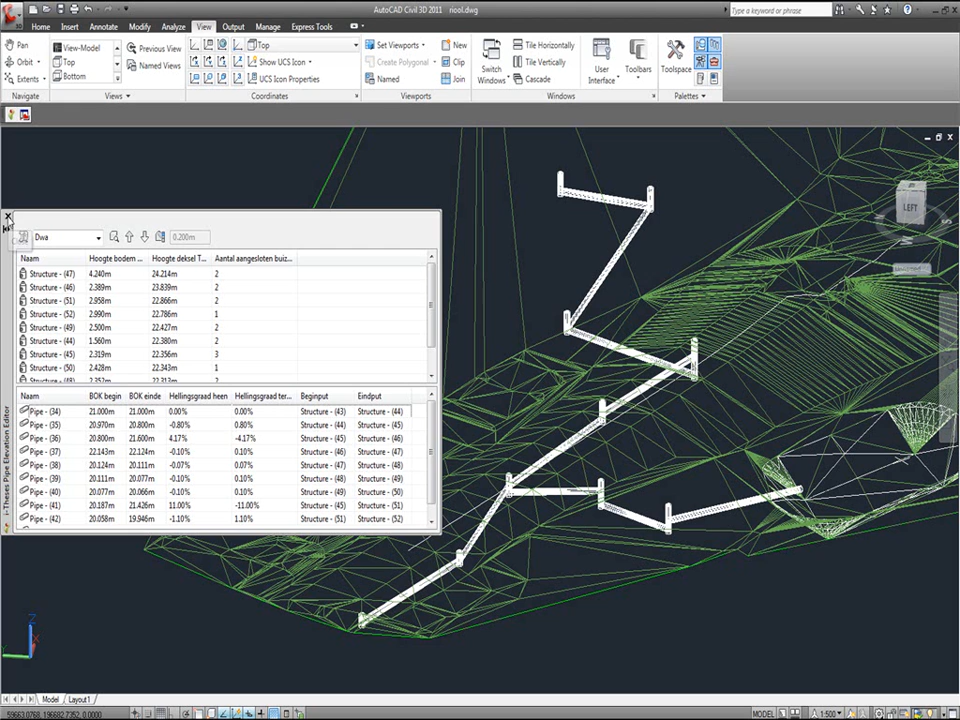 AutoCAD Civil 3D 2011 riool.dwg
Type a keyword or phrase
Home Insert Annotate Modify Analyze View Output Manage Express Tools
Pan
Orbit
Extents
Navigate
View-Model
Top
Bottom
Previous View
Named Views
Views
Top
Show UCS Icon
UCS Icon Properties
Coordinates
Set Viewports
Create Polygonal
Named
New
Clip
Join
Viewports
Switch Windows
Tile Horizontally
Tile Vertically
Cascade
Windows
User Interface
Toolbars
Toolspace
Palettes
LEFT
W
Dwa 0.200m
Naam Hoogte bodem ... Hoogte deksel T... Aantal aangesloten buiz...
Structure - (47) 4.240m 24.214m 2
Structure - (46) 2.389m 23.839m 2
Structure - (51) 2.958m 22.866m 2
Structure - (52) 2.990m 22.786m 1
Structure - (49) 2.500m 22.427m 2
Structure - (44) 1.560m 22.380m 2
Structure - (45) 2.319m 22.356m 3
Structure - (50) 2.428m 22.343m 1
Structure - (48) 2.352m 22.313m 2
Naam BOK begin BOK einde Hellingsgraad heen Hellingsgraad ter... Beginput Eindput
Pipe - (34) 21.000m 21.000m 0.00% 0.00% Structure - (43) Structure - (44)
Pipe - (35) 20.970m 20.800m -0.80% 0.80% Structure - (44) Structure - (45)
Pipe - (36) 20.800m 21.600m 4.17% -4.17% Structure - (45) Structure - (46)
Pipe - (37) 22.143m 22.124m -0.10% 0.10% Structure - (46) Structure - (47)
Pipe - (38) 20.124m 20.111m -0.07% 0.07% Structure - (47) Structure - (48)
Pipe - (39) 20.111m 20.077m -0.10% 0.10% Structure - (48) Structure - (49)
Pipe - (40) 20.077m 20.066m -0.10% 0.10% Structure - (49) Structure - (50)
Pipe - (41) 20.187m 21.426m 11.00% -11.00% Structure - (45) Structure - (51)
Pipe - (42) 20.058m 19.946m -1.10% 1.10% Structure - (51) Structure - (52)
i-Theses Pipe Elevation Editor
Z
X
Y
Model Layout1
59663.0768, 196682.7352, 0.0000
MODEL
1:500